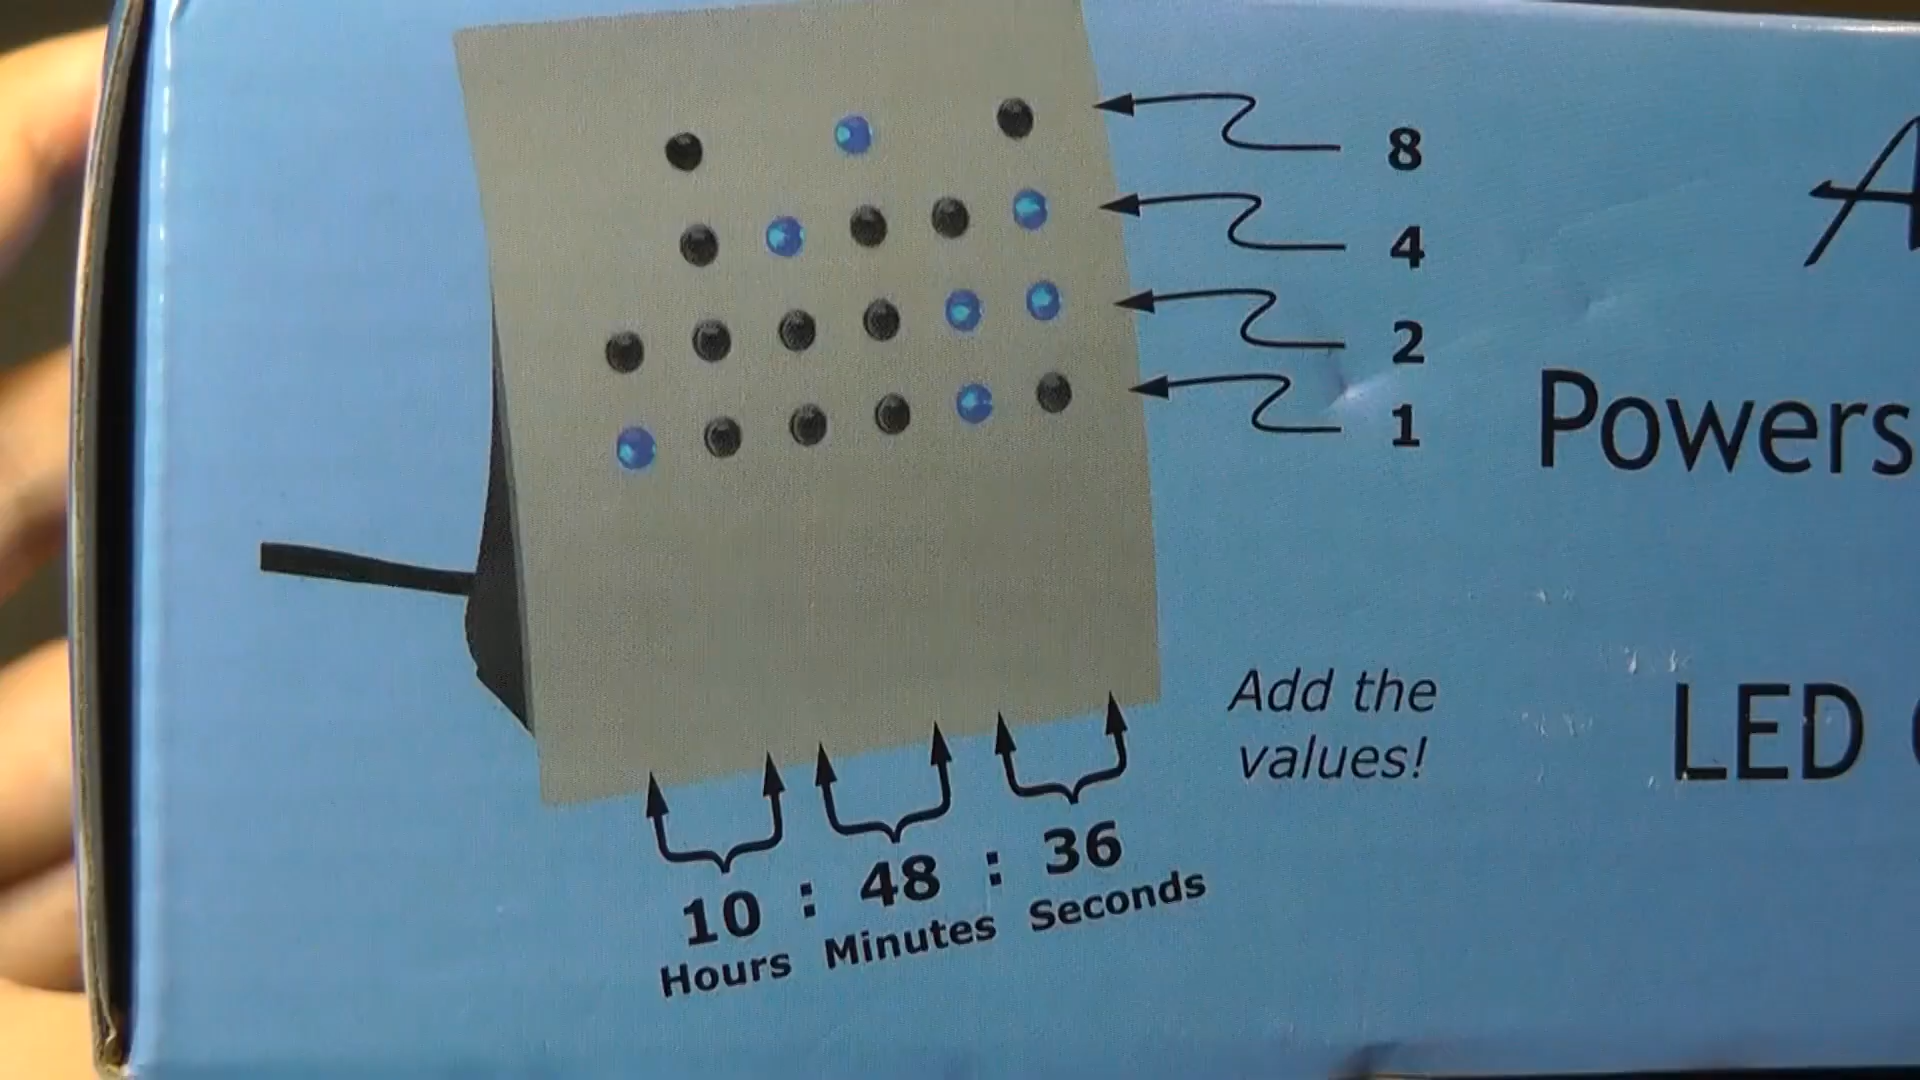 8
4
2
1
Powers
LED
Add the
values!
10 : 48 : 36
Hours Minutes Seconds